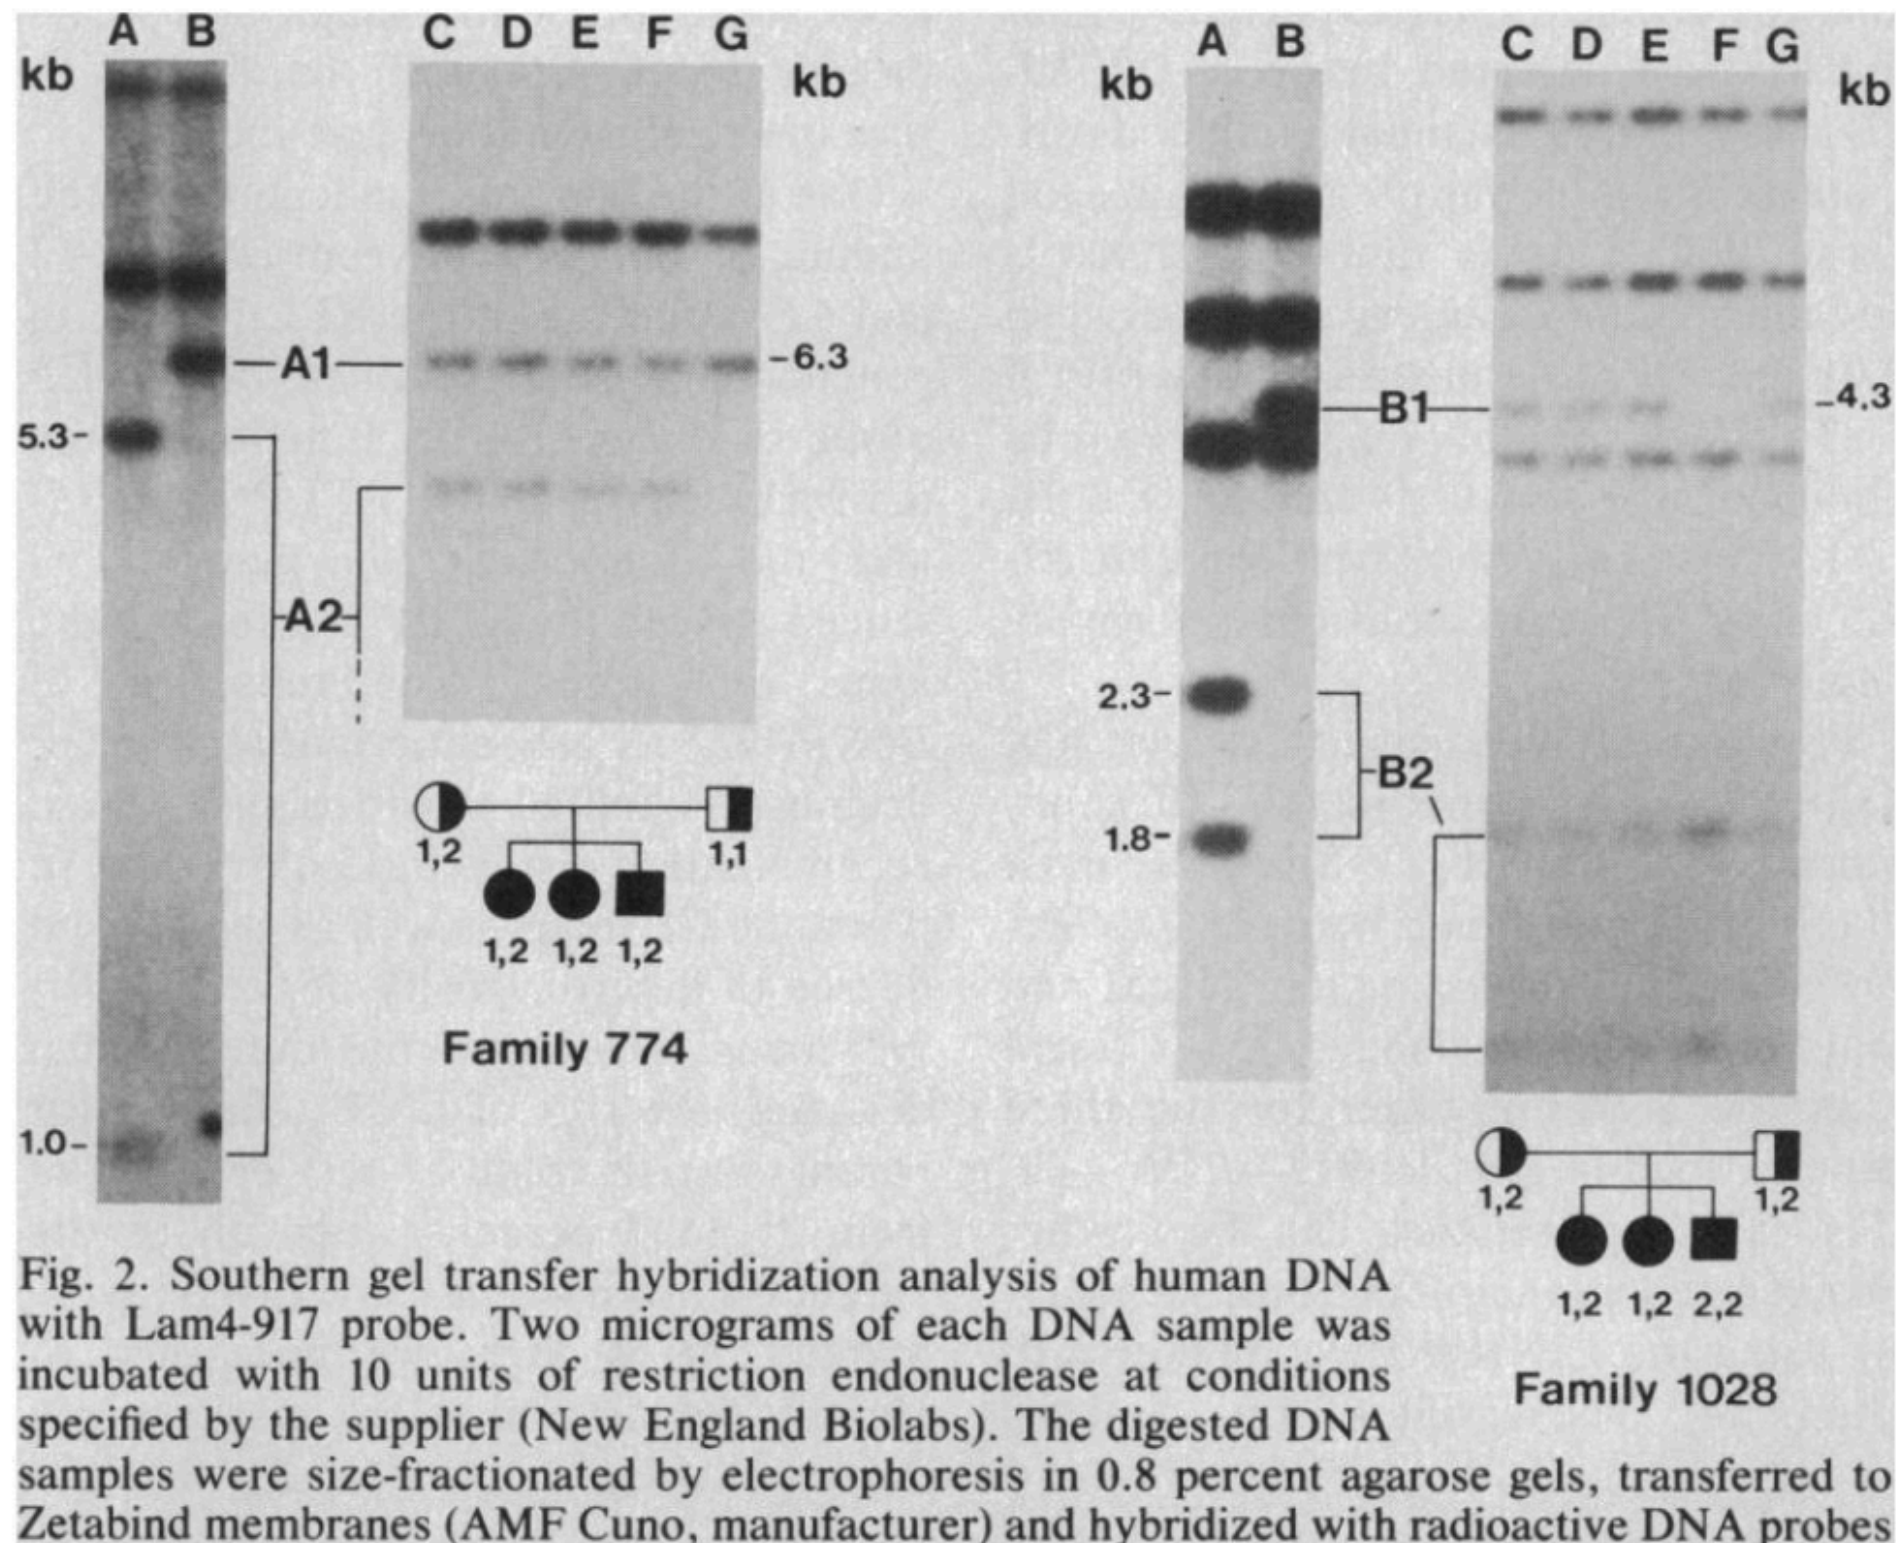 A B C D E F G A B C D E F G
kb kb kb kb
A1 -6.3
5.3-
A2
1.0-
B1 -4.3
2.3-
B2
1.8-
1,2 1,1
1,2 1,2 1,2
Family 774
1,2 1,2
1,2 1,2 2,2
Family 1028
Fig. 2. Southern gel transfer hybridization analysis of human DNA
with Lam4-917 probe. Two micrograms of each DNA sample was
incubated with 10 units of restriction endonuclease at conditions
specified by the supplier (New England Biolabs). The digested DNA
samples were size-fractionated by electrophoresis in 0.8 percent agarose gels, transferred to
Zetabind membranes (AMF Cuno, manufacturer) and hybridized with radioactive DNA probes